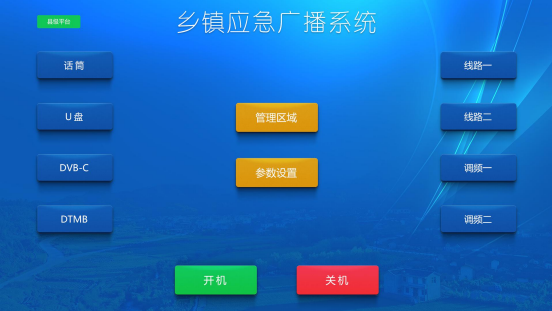 县级平台
乡镇应急广播系统
话筒
线路一
U盘
管理区域
线路二
DVB-C
参数设置
调频一
DTMB
调频二
开机
关机